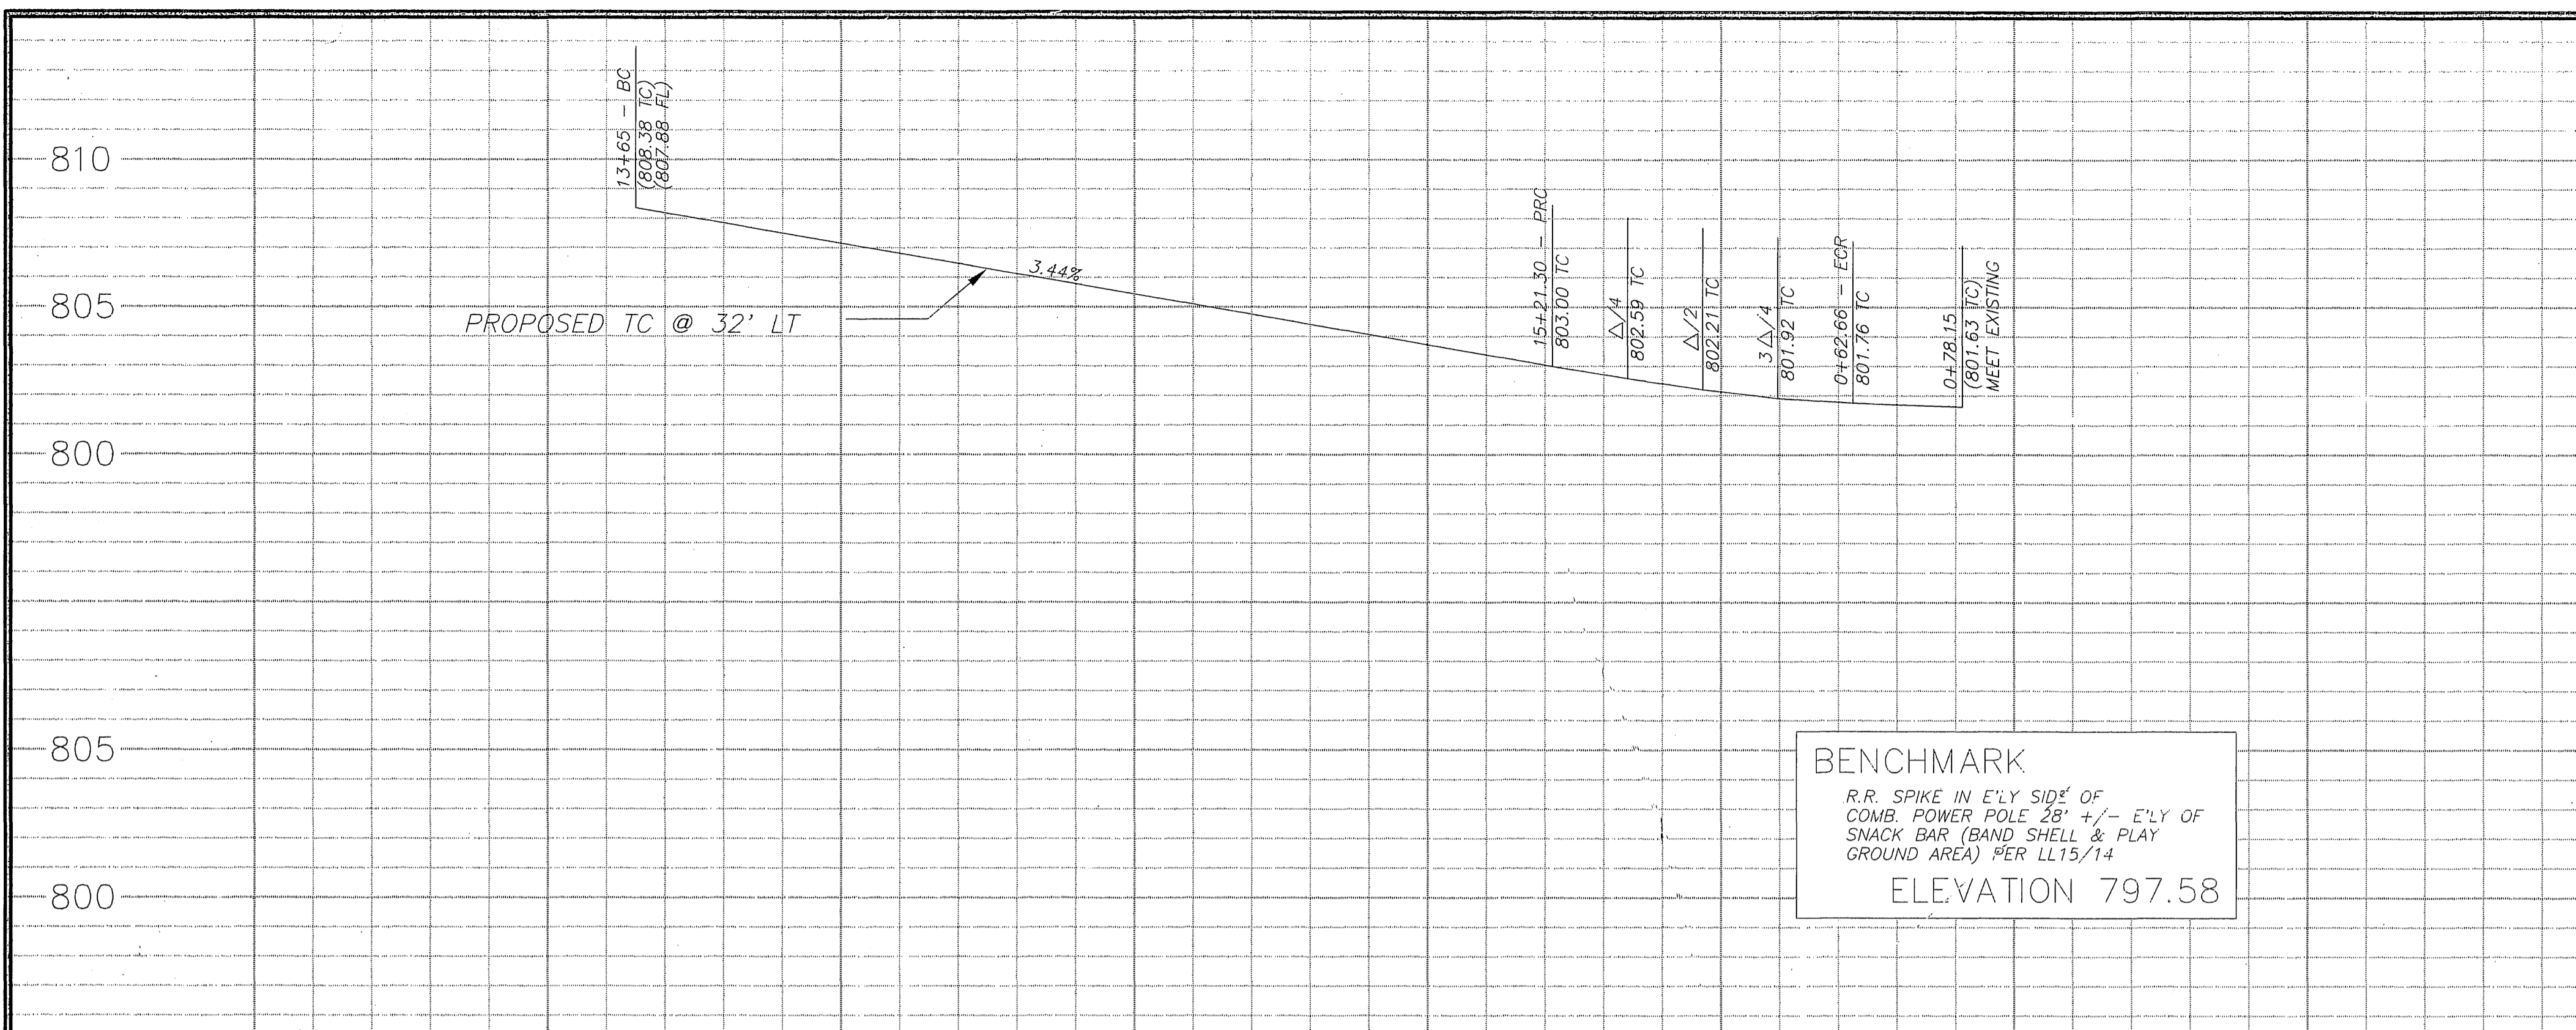 810
805
800
805
800
13+65 - BC
(808.38 TC)
(807.88 FL)
3.44%
PROPOSED TC @ 32' LT
15+21.30 - PRC
803.00 TC
△/4
802.59 TC
△/2
802.21 TC
3△/4
801.92 TC
0+62.66 - ECR
801.76 TC
0+78.15
(801.63 TC)
MEET EXISTING
BENCHMARK
R.R. SPIKE IN E'LY SIDE OF
COMB. POWER POLE 28' +/- E'LY OF
SNACK BAR (BAND SHELL & PLAY
GROUND AREA) PER LL15/14
ELEVATION 797.58